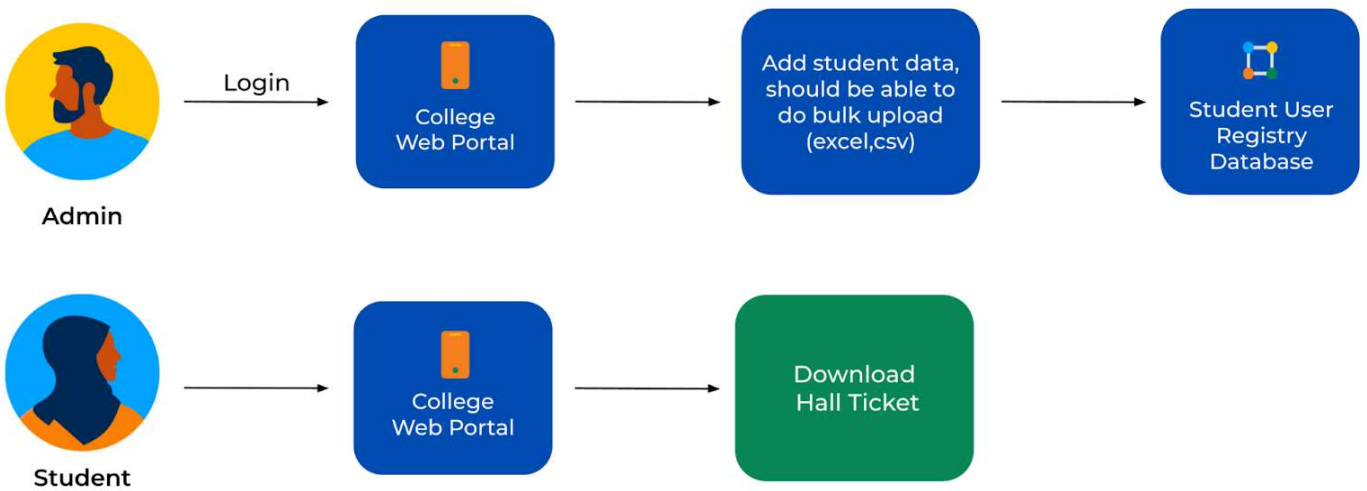 Login
College
Web Portal
Add student data,
should be able to
do bulk upload
(excel,csv)
Student User
Registry
Database
Admin
College
Web Portal
Download
Hall Ticket
Student